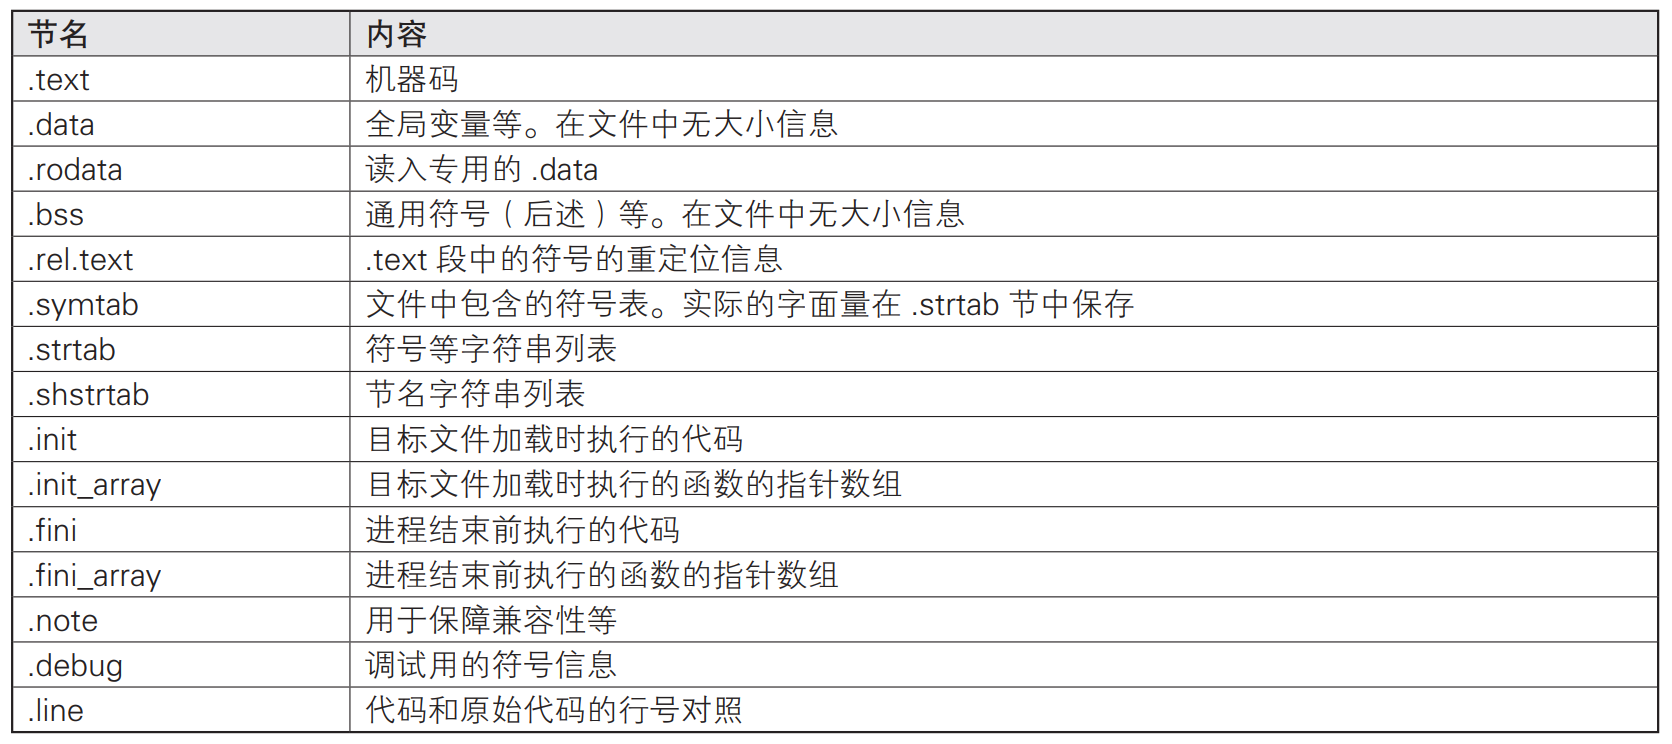 节名 内容
.text 机器码
.data 全局变量等。在文件中无大小信息
.rodata 读入专用的 .data
.bss 通用符号（后述）等。在文件中无大小信息
.rel.text .text 段中的符号的重定位信息
.symtab 文件中包含的符号表。实际的字面量在 .strtab 节中保存
.strtab 符号等字符串列表
.shstrtab 节名字符串列表
.init 目标文件加载时执行的代码
.init_array 目标文件加载时执行的函数的指针数组
.fini 进程结束前执行的代码
.fini_array 进程结束前执行的函数的指针数组
.note 用于保障兼容性等
.debug 调试用的符号信息
.line 代码和原始代码的行号对照